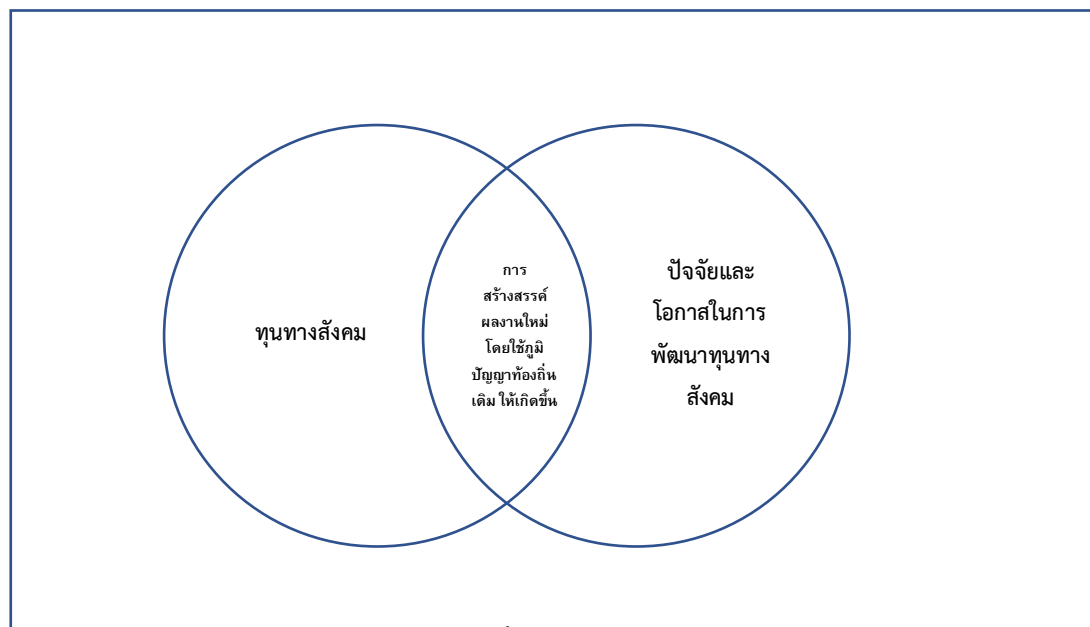 ทุนทางสังคม
การ
สร้างสรรค์
ผลงานใหม่
โดยใช้ภูมิ
ปัญญาท้องถิ่น
เดิม ให้เกิดขึ้น
ปัจจัยและ
โอกาสในการ
พัฒนาทุนทาง
สังคม